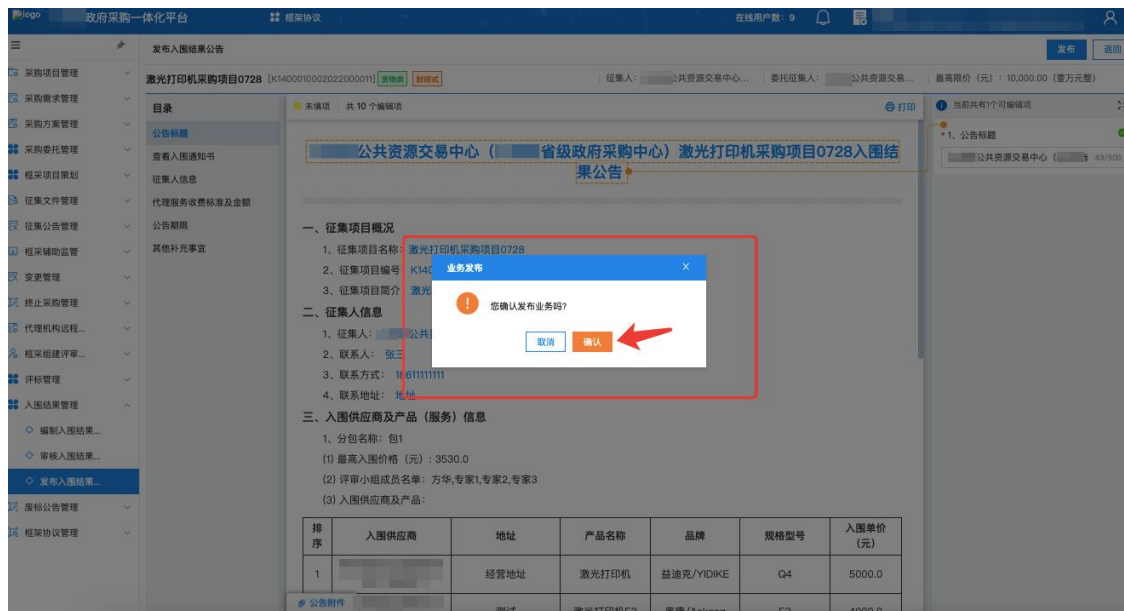 logo 政府采购一体化平台 框架协议 在线用户数：9
发布入围结果公告 发布 返回
激光打印机采购项目0728 [K1400010002022000011] 货物类 封闭式 征集人： 公共资源交易中心... 委托征集人： 公共资源交易... 最高限价（元）：10,000.00（壹万元整）
采购项目管理
采购需求管理
采购方案管理
采购委托管理
框采项目策划
征集文件管理
征集公告管理
框采辅助监管
变更管理
终止采购管理
代理机构远程...
框采组建评审...
评标管理
入围结果管理
编制入围结果...
审核入围结果...
发布入围结果...
废标公告管理
框架协议管理
目录
公告标题
查看入围通知书
征集人信息
代理服务收费标准及金额
公告期限
其他补充事宜
未填项 共 10 个编辑项 打印
公共资源交易中心（ 省级政府采购中心）激光打印机采购项目0728入围结
果公告
一、征集项目概况
1、征集项目名称：激光打印机采购项目0728
2、征集项目编号 K140
3、征集项目简介 激光
二、征集人信息
1、征集人： 公共
2、联系人： 张三
3、联系方式： 18611111111
4、联系地址： 地址
三、入围供应商及产品（服务）信息
1、分包名称：包1
(1) 最高入围价格（元）: 3530.0
(2) 评审小组成员名单：方华,专家1,专家2,专家3
(3) 入围供应商及产品：
排序 入围供应商 地址 产品名称 品牌 规格型号 入围单价（元）
1 经营地址 激光打印机 益迪克/YIDIKE Q4 5000.0
公告附件
业务发布 X
您确认发布业务吗?
取消 确认
当前共有1个可编辑项
* 1、公告标题
公共资源交易中心（ 43/500